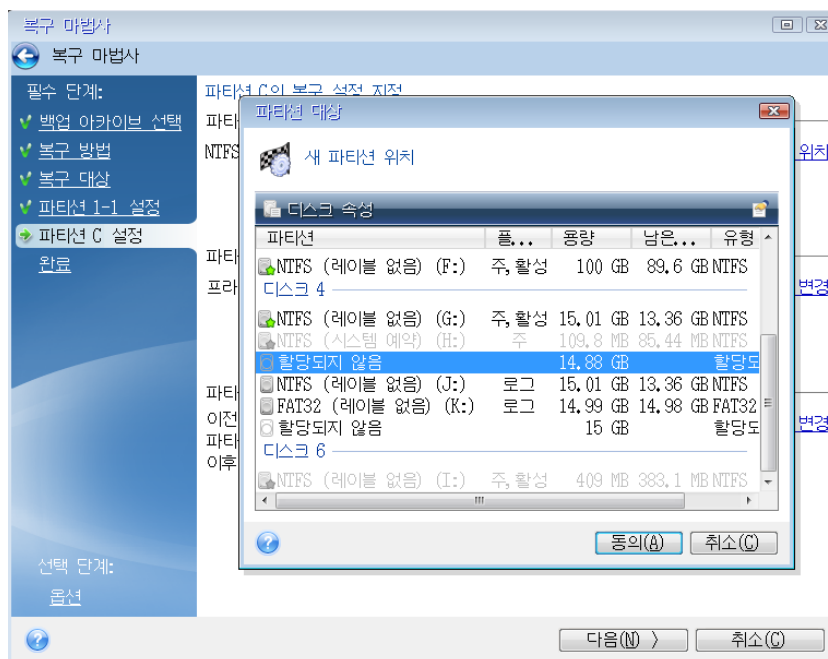 복구 마법사
복구 마법사
필수 단계:
백업 아카이브 선택
복구 방법
복구 대상
파티션 1-1 설정
파티션 C 설정
완료
선택 단계:
옵션
파티션 C의 복구 설정 지정
파티
NTFS
위치
파티
프라
변경
파티
이전
파티
이후
변경
파티션 대상
새 파티션 위치
디스크 속성
파티션 플... 용량 남은... 유형
NTFS (레이블 없음) (F:) 주,활성 100 GB 89.6 GB NTFS
디스크 4
NTFS (레이블 없음) (G:) 주,활성 15.01 GB 13.36 GB NTFS
NTFS (시스템 예약) (H:) 주 109.8 MB 85.44 MB NTFS
할당되지 않음 14.88 GB 할당도
NTFS (레이블 없음) (J:) 로그 15.01 GB 13.36 GB NTFS
FAT32 (레이블 없음) (K:) 로그 14.99 GB 14.98 GB FAT32
할당되지 않음 15 GB 할당도
디스크 6
NTFS (레이블 없음) (I:) 주,활성 409 MB 383.1 MB NTFS
동의(A) 취소(C)
다음(N) > 취소(C)